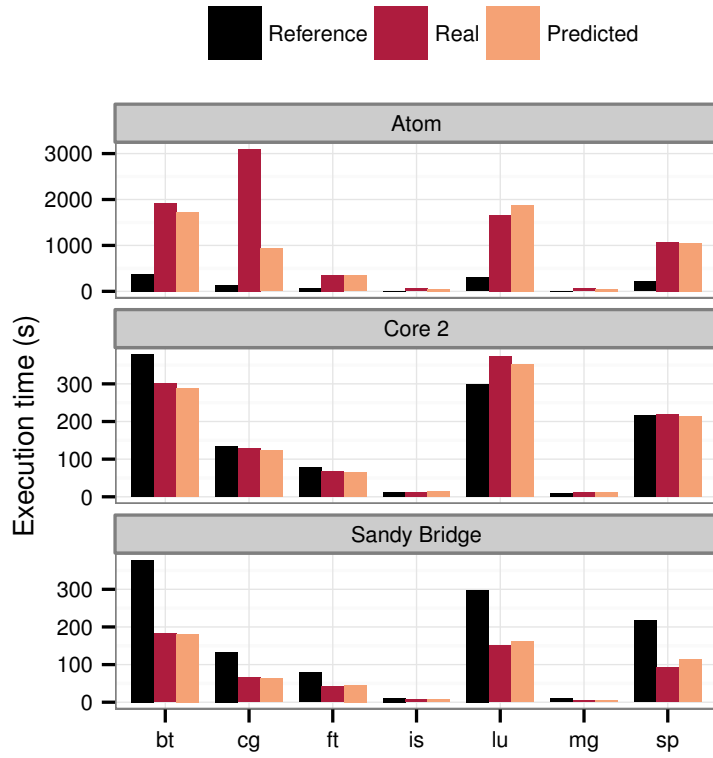 Reference Real Predicted
Atom
3000
2000
1000
0
Core 2
300
200
100
0
Execution time (s)
Sandy Bridge
300
200
100
0
bt cg ft is lu mg sp